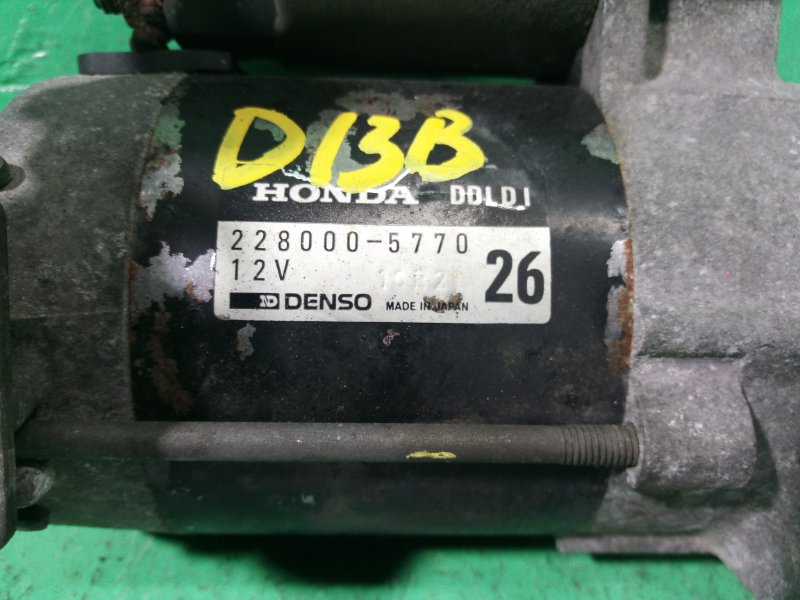 D13B
HONDA DDLD1
228000-5770
12V 26
DENSO MADE IN JAPAN